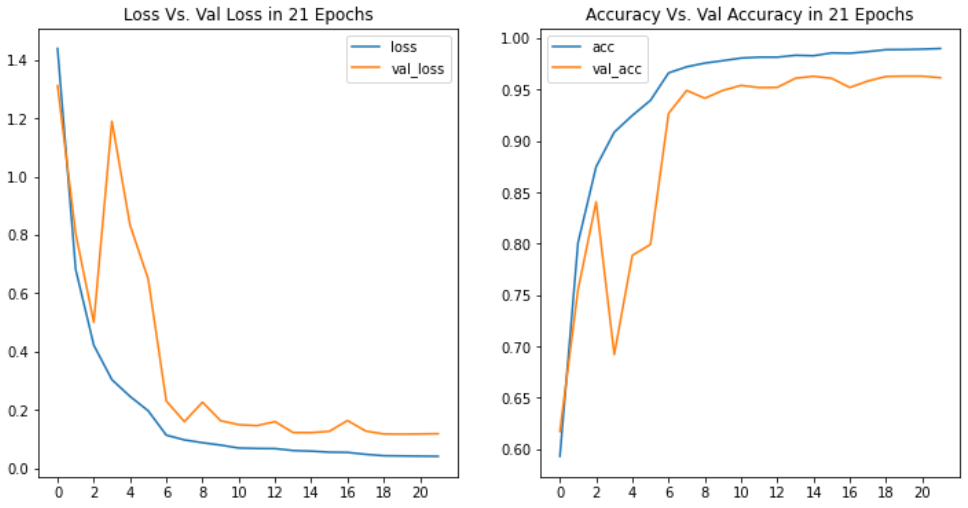 Loss Vs. Val Loss in 21 Epochs
loss
val_loss
1.4
1.2
1.0
0.8
0.6
0.4
0.2
0.0
0 2 4 6 8 10 12 14 16 18 20
Accuracy Vs. Val Accuracy in 21 Epochs
acc
val_acc
1.00
0.95
0.90
0.85
0.80
0.75
0.70
0.65
0.60
0 2 4 6 8 10 12 14 16 18 20